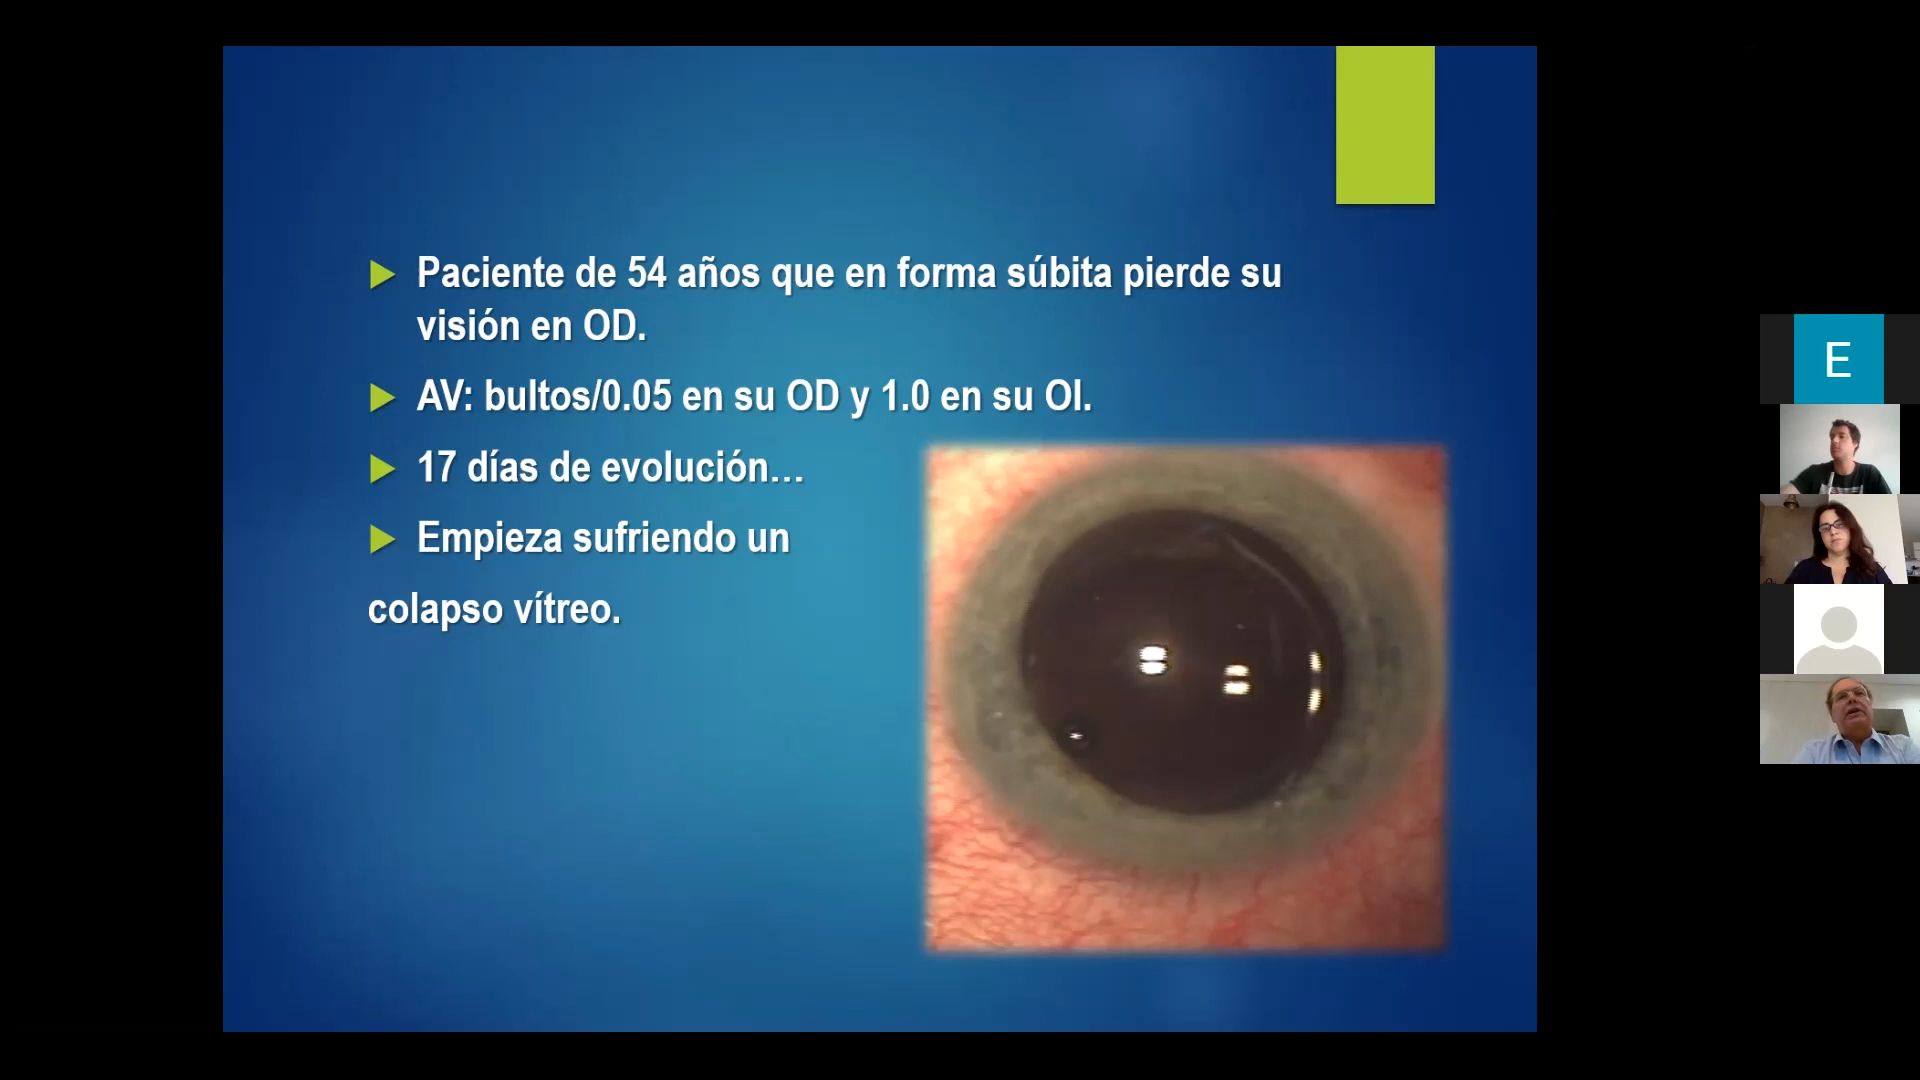 Paciente de 54 años que en forma súbita pierde su
visión en OD.
AV: bultos/0.05 en su OD y 1.0 en su OI.
17 días de evolución…
Empieza sufriendo un
colapso vítreo.
E